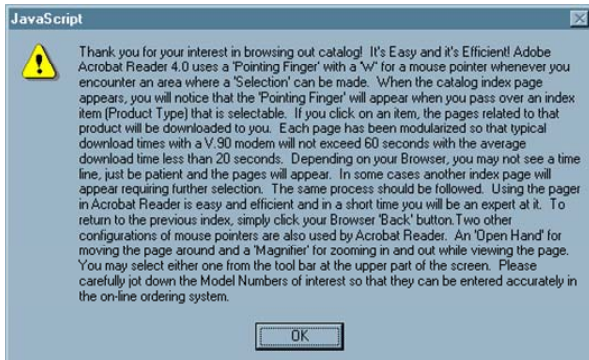 JavaScript
Thank you for your interest in browsing out catalog! It's Easy and it's Efficient! Adobe
Acrobat Reader 4.0 uses a 'Pointing Finger' with a 'W" for a mouse pointer whenever you
encounter an area where a 'Selection' can be made. When the catalog index page
appears, you will notice that the 'Pointing Finger' will appear when you pass over an index
item (Product Type) that is selectable. If you click on an item, the pages related to that
product will be downloaded to you. Each page has been modularized so that typical
download times with a V.90 modem will not exceed 60 seconds with the average
download time less than 20 seconds. Depending on your Browser, you may not see a time
line, just be patient and the pages will appear. In some cases another index page will
appear requiring further selection. The same process should be followed. Using the pager
in Acrobat Reader is easy and efficient and in a short time you will be an expert at it. To
return to the previous index, simply click your Browser 'Back' button.Two other
configurations of mouse pointers are also used by Acrobat Reader. An 'Open Hand' for
moving the page around and a 'Magnifier' for zooming in and out while viewing the page.
You may select either one from the tool bar at the upper part of the screen. Please
carefully jot down the Model Numbers of interest so that they can be entered accurately in
the on-line ordering system.
OK